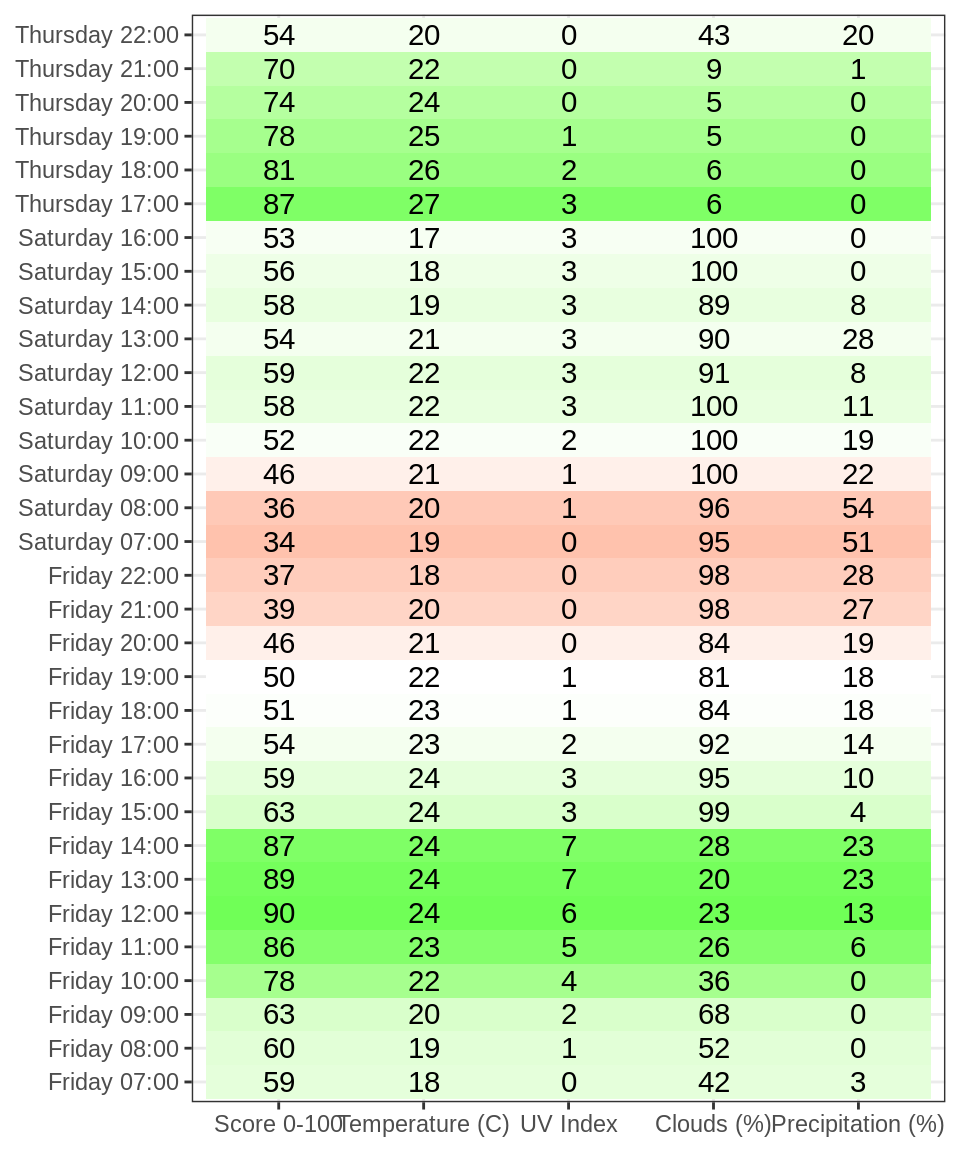 Thursday 22:00 54 20 0 43 20
Thursday 21:00 70 22 0 9 1
Thursday 20:00 74 24 0 5 0
Thursday 19:00 78 25 1 5 0
Thursday 18:00 81 26 2 6 0
Thursday 17:00 87 27 3 6 0
Saturday 16:00 53 17 3 100 0
Saturday 15:00 56 18 3 100 0
Saturday 14:00 58 19 3 89 8
Saturday 13:00 54 21 3 90 28
Saturday 12:00 59 22 3 91 8
Saturday 11:00 58 22 3 100 11
Saturday 10:00 52 22 2 100 19
Saturday 09:00 46 21 1 100 22
Saturday 08:00 36 20 1 96 54
Saturday 07:00 34 19 0 95 51
Friday 22:00 37 18 0 98 28
Friday 21:00 39 20 0 98 27
Friday 20:00 46 21 0 84 19
Friday 19:00 50 22 1 81 18
Friday 18:00 51 23 1 84 18
Friday 17:00 54 23 2 92 14
Friday 16:00 59 24 3 95 10
Friday 15:00 63 24 3 99 4
Friday 14:00 87 24 7 28 23
Friday 13:00 89 24 7 20 23
Friday 12:00 90 24 6 23 13
Friday 11:00 86 23 5 26 6
Friday 10:00 78 22 4 36 0
Friday 09:00 63 20 2 68 0
Friday 08:00 60 19 1 52 0
Friday 07:00 59 18 0 42 3
Score 0-100 Temperature (C) UV Index Clouds (%) Precipitation (%)